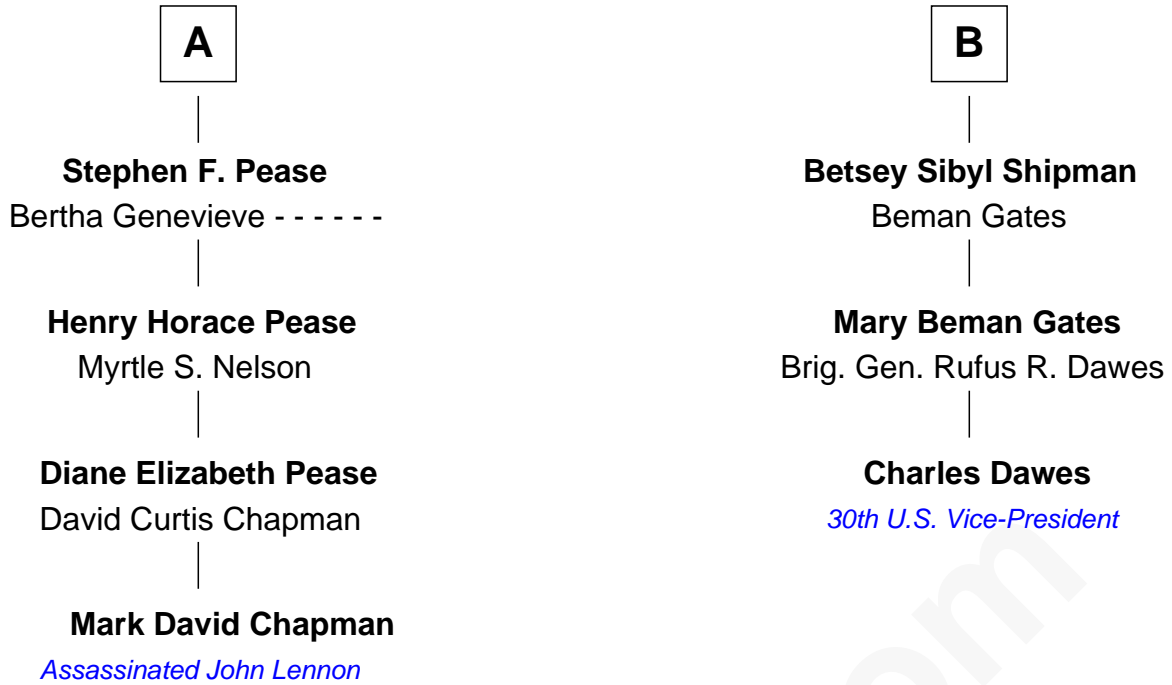 A
Stephen F. Pease
Bertha Genevieve - - - - - -
Henry Horace Pease
Myrtle S. Nelson
Diane Elizabeth Pease
David Curtis Chapman
Mark David Chapman
Assassinated John Lennon
B
Betsey Sibyl Shipman
Beman Gates
Mary Beman Gates
Brig. Gen. Rufus R. Dawes
Charles Dawes
30th U.S. Vice-President
om